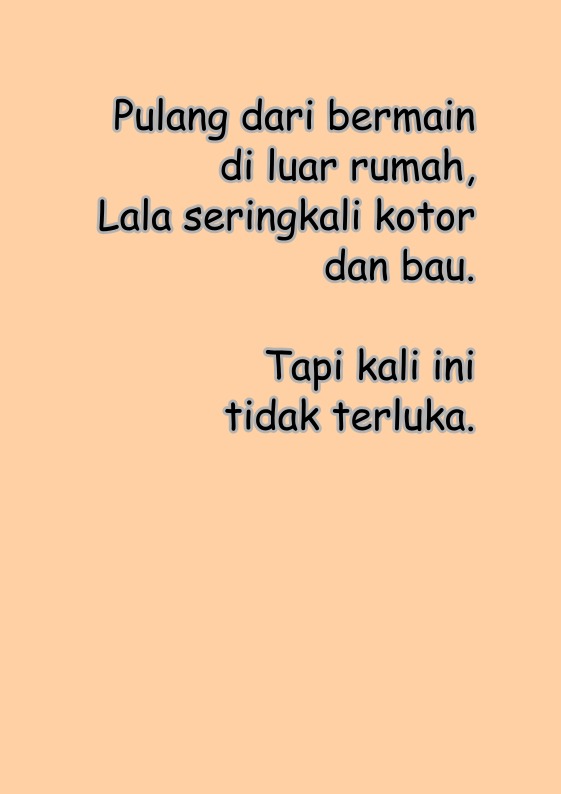 Pulang dari bermain
di luar rumah,
Lala seringkali kotor
dan bau.
Tapi kali ini
tidak terluka.